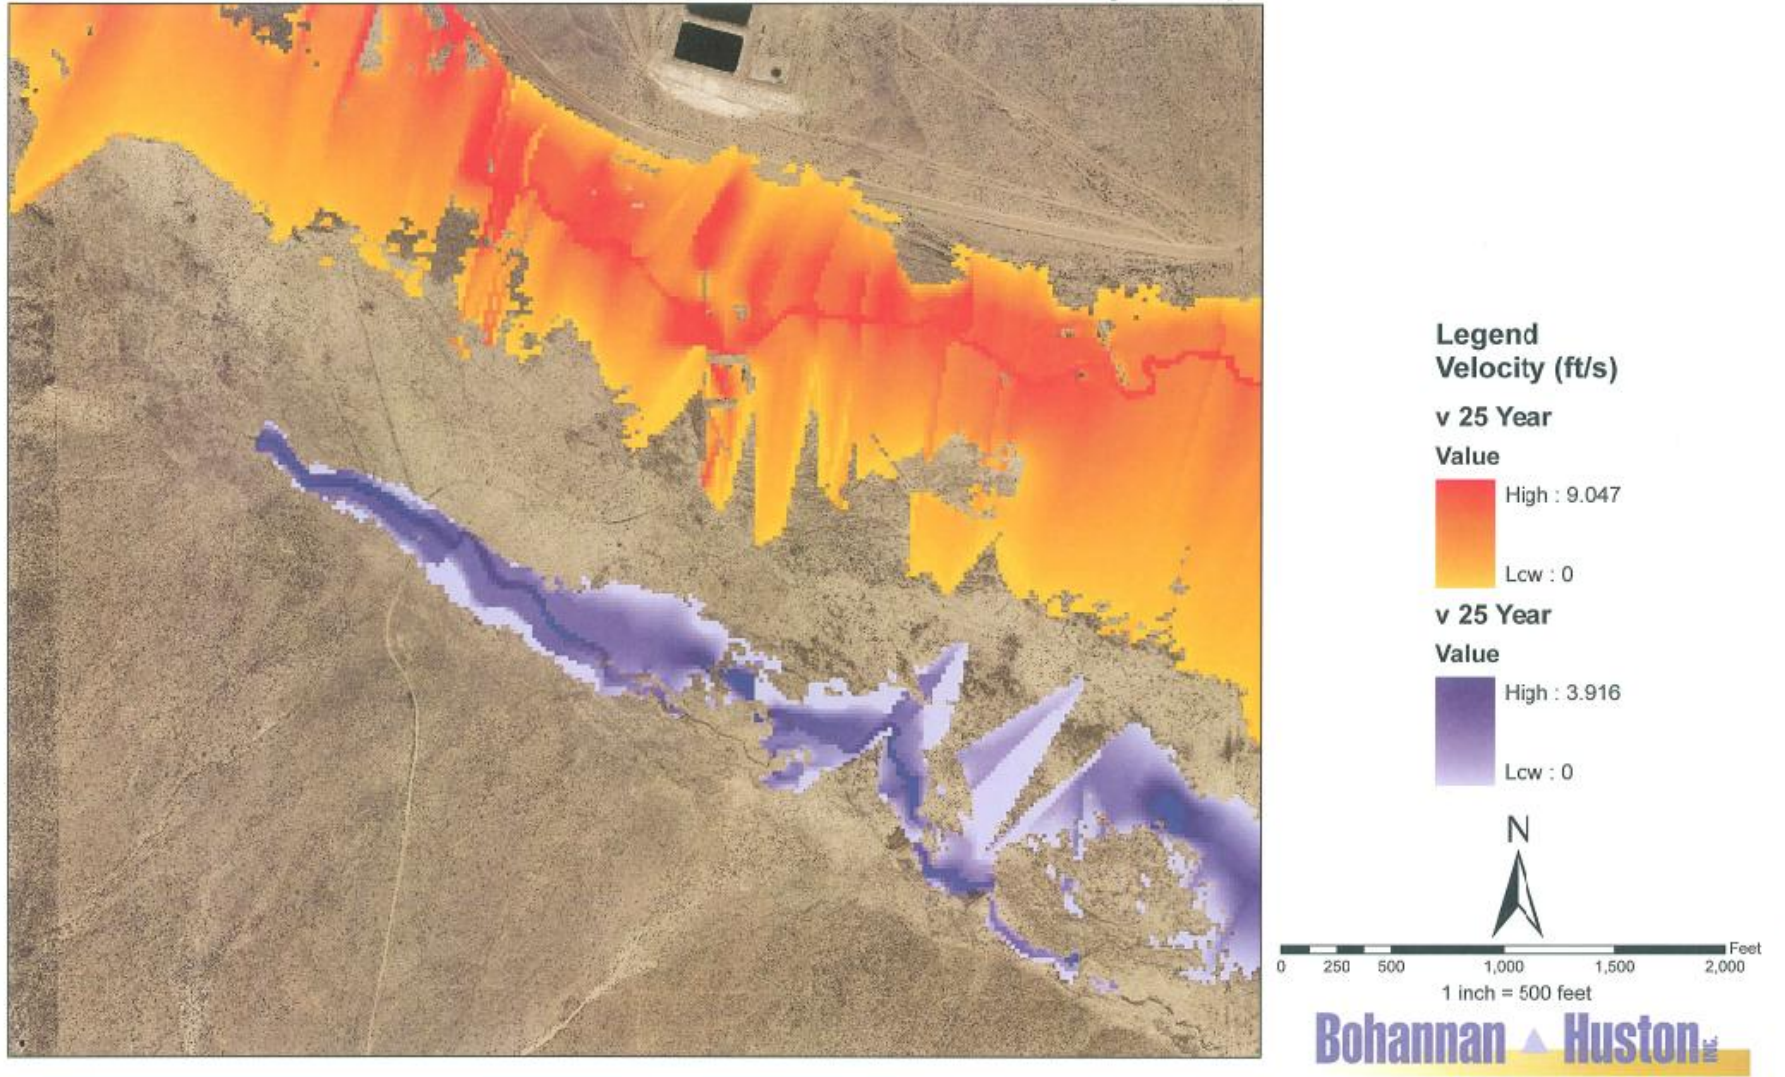 Legend
Velocity (ft/s)
v 25 Year
Value
High : 9.047
Lcw : 0
v 25 Year
Value
High : 3.916
Lcw : 0
N
Feet
0 250 500 1,000 1,500 2,000
1 inch = 500 feet
Bohannan Huston INC.